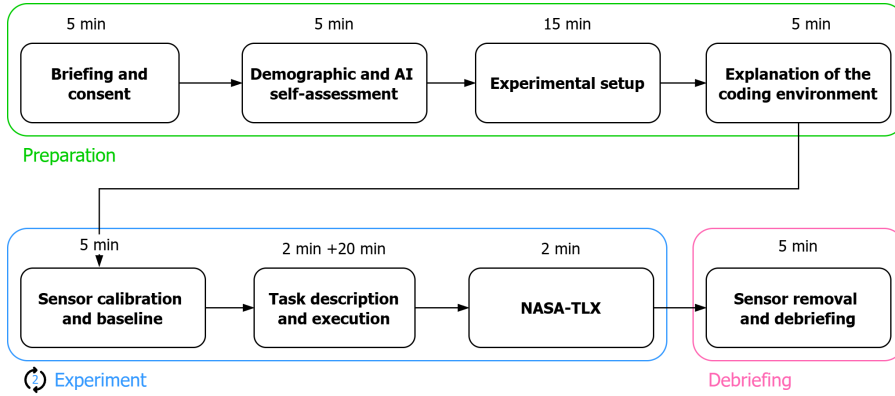 5 min
5 min
15 min
5 min
Briefing and
consent
Demographic and AI
self-assessment
Experimental setup
Explanation of the
coding environment
Preparation
5 min
2 min +20 min
2 min
5 min
Sensor calibration
and baseline
Task description
and execution
NASA-TLX
Sensor removal
and debriefing
2 Experiment
Debriefing